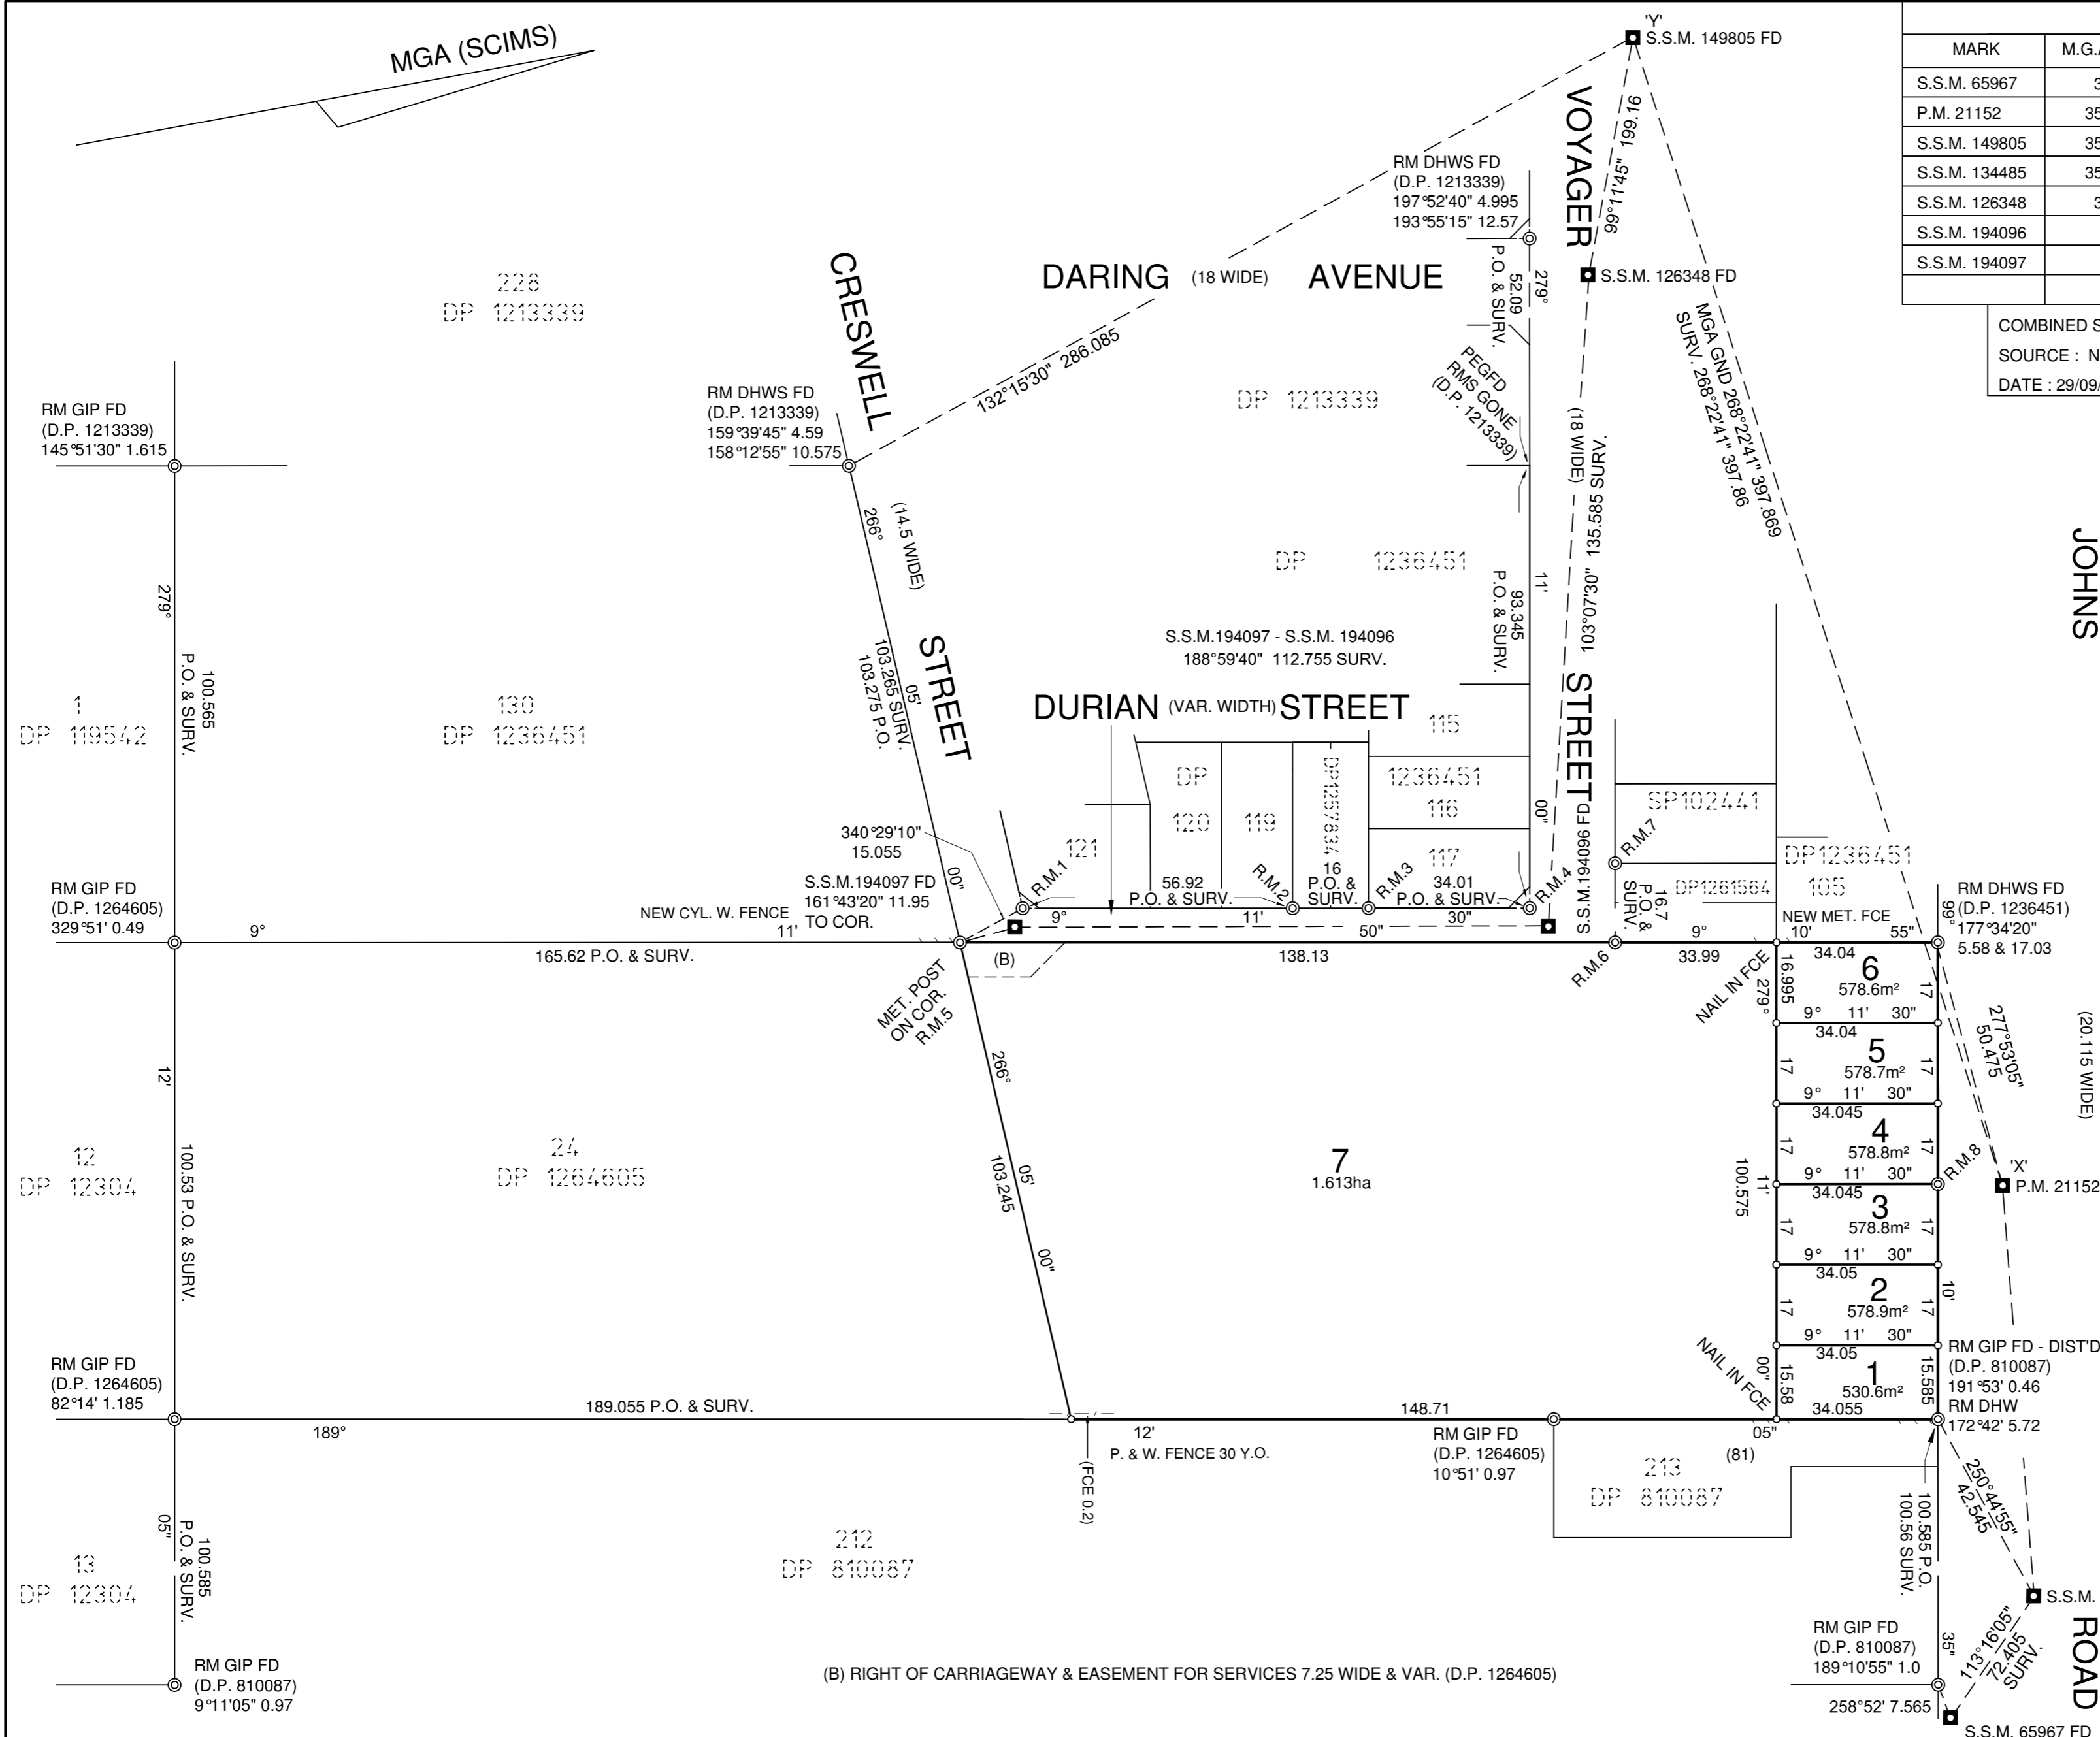 MGA (SCIMS)
'Y'
S.S.M. 149805 FD
MARK
S.S.M. 65967
P.M. 21152
S.S.M. 149805
S.S.M. 134485
S.S.M. 126348
S.S.M. 194096
S.S.M. 194097
DATE : 29/09/
SOURCE :
99°11'45" 199.16
VOYAGER
RM DHWS FD
(D.P. 1213339)
197°52'40" 4.995
193°55'15" 12.57
S.S.M. 126348 FD
DARING (18 WIDE) AVENUE
279°
52.09
P.O. & SURV.
228
DP 1213339
CRESWELL
132°15'30" 286.085
MGA GND 268°22'41" 397.869
SURV. 268°22'41" 397.86
PEGFD
RMS GONE
(D.P. 1213339)
DP 1213339
RM GIP FD
(D.P. 1213339)
145°51'30" 1.615
RM DHWS FD
(D.P. 1213339)
159°39'45" 4.59
158°12'55" 10.575
(18 WIDE)
266°
(14.5 WIDE)
103°07'30" 135.585 SURV.
JOHNS
DP 1236451
279°
11'
93.345
P.O. & SURV.
S.S.M.194097 - S.S.M. 194096
188°59'40" 112.755 SURV.
STREET
05'
103.265 SURV.
103.275 P.O.
100.565
P.O. & SURV.
1
DP 119542
130
DP 1236451
DURIAN (VAR. WIDTH) STREET
STREET
115
DP 1236451
116
120
119
DP1257834
117
121
00"
S.S.M.194096 FD
SP102441
R.M.7
DP1236451
105
DP1261564
340°29'10"
15.055
S.S.M.194097 FD
161°43'20" 11.95
TO COR.
00"
R.M.1
56.92
P.O. & SURV.
R.M.2
16
P.O. &
SURV.
R.M.3
34.01
P.O. & SURV.
R.M.4
16.7
P.O. &
SURV.
NEW MET. FCE
RM DHWS FD
(D.P. 1236451)
177°34'20"
5.58 & 17.03
99°
RM GIP FD
(D.P. 1264605)
329°51' 0.49
NEW CYL. W. FENCE
9° 11'
165.62 P.O. & SURV.
9° 11' 30"
50"
(B)
138.13
R.M.6
9° 10' 55"
33.99
34.04
MET. POST
ON COR.
R.M.5
NAIL IN FCE
279°
16.995
6
578.6m²
17
9° 11' 30"
34.04
17
5
578.7m²
17
9° 11' 30"
34.045
277°53'05"
50.475
(20.115 WIDE)
12'
266°
17
4
578.8m²
17
9° 11' 30"
34.045
R.M.8
'X'
P.M. 21152
12
DP 12304
24
DP 1264605
05'
103.245
7
1.613ha
11'
100.575
17
3
578.8m²
17
9° 11' 30"
34.05
100.53 P.O. & SURV.
00"
17
2
578.9m²
17
10'
9° 11' 30"
34.05
RM GIP FD - DIST'D
(D.P. 810087)
191°53' 0.46
RM DHW
172°42' 5.72
NAIL IN FCE
00"
15.58
1
530.6m²
15.585
34.055
RM GIP FD
(D.P. 1264605)
82°14' 1.185
189.055 P.O. & SURV.
189°
12'
148.71
05"
P. & W. FENCE 30 Y.O.
(FCE 0.2)
RM GIP FD
(D.P. 1264605)
10°51' 0.97
(81)
213
DP 810087
250°44'55"
42.545
100.585 P.O.
100.56 SURV.
05"
100.585
P.O. & SURV.
13
DP 12304
212
DP 810087
S.S.M.
ROAD
RM GIP FD
(D.P. 810087)
189°10'55" 1.0
35"
113°16'05"
72.405
SURV.
258°52' 7.565
S.S.M. 65967 FD
RM GIP FD
(D.P. 810087)
9°11'05" 0.97
(B) RIGHT OF CARRIAGEWAY & EASEMENT FOR SERVICES 7.25 WIDE & VAR. (D.P. 1264605)